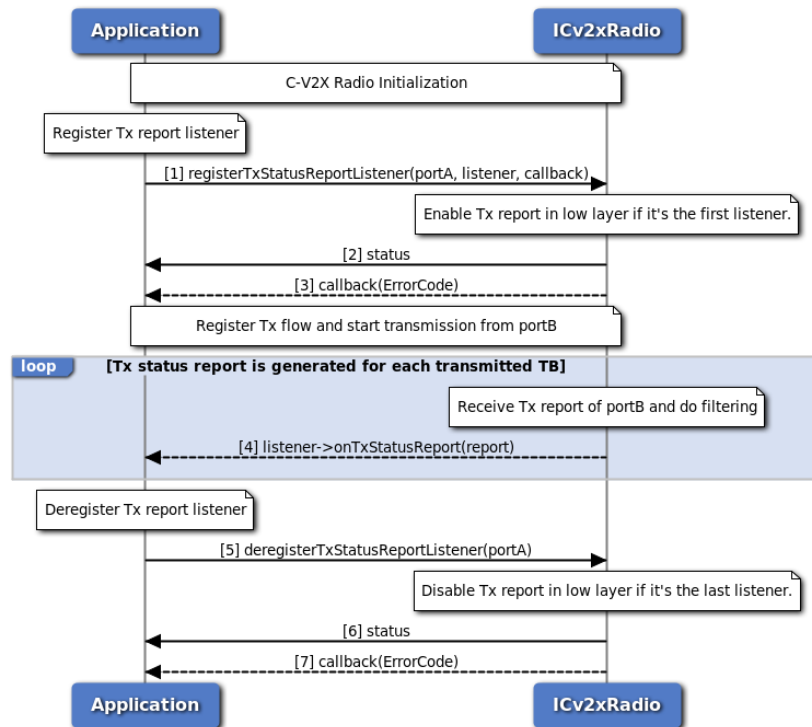 Application
ICv2xRadio
C-V2X Radio Initialization
Register Tx report listener
[1] registerTxStatusReportListener(portA, listener, callback)
Enable Tx report in low layer if it's the first listener.
[2] status
[3] callback(ErrorCode)
Register Tx flow and start transmission from portB
loop
[Tx status report is generated for each transmitted TB]
Receive Tx report of portB and do filtering
[4] listener->onTxStatusReport(report)
Deregister Tx report listener
[5] deregisterTxStatusReportListener(portA)
Disable Tx report in low layer if it's the last listener.
[6] status
[7] callback(ErrorCode)
Application
ICv2xRadio